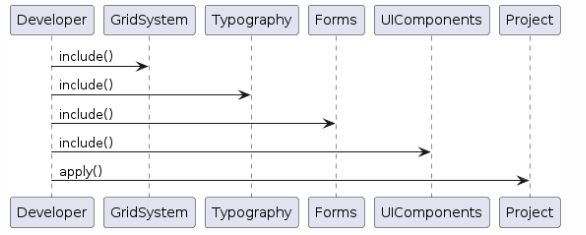 Developer GridSystem Typography Forms UIComponents Project
include()
include()
include()
include()
apply()
Developer GridSystem Typography Forms UIComponents Project